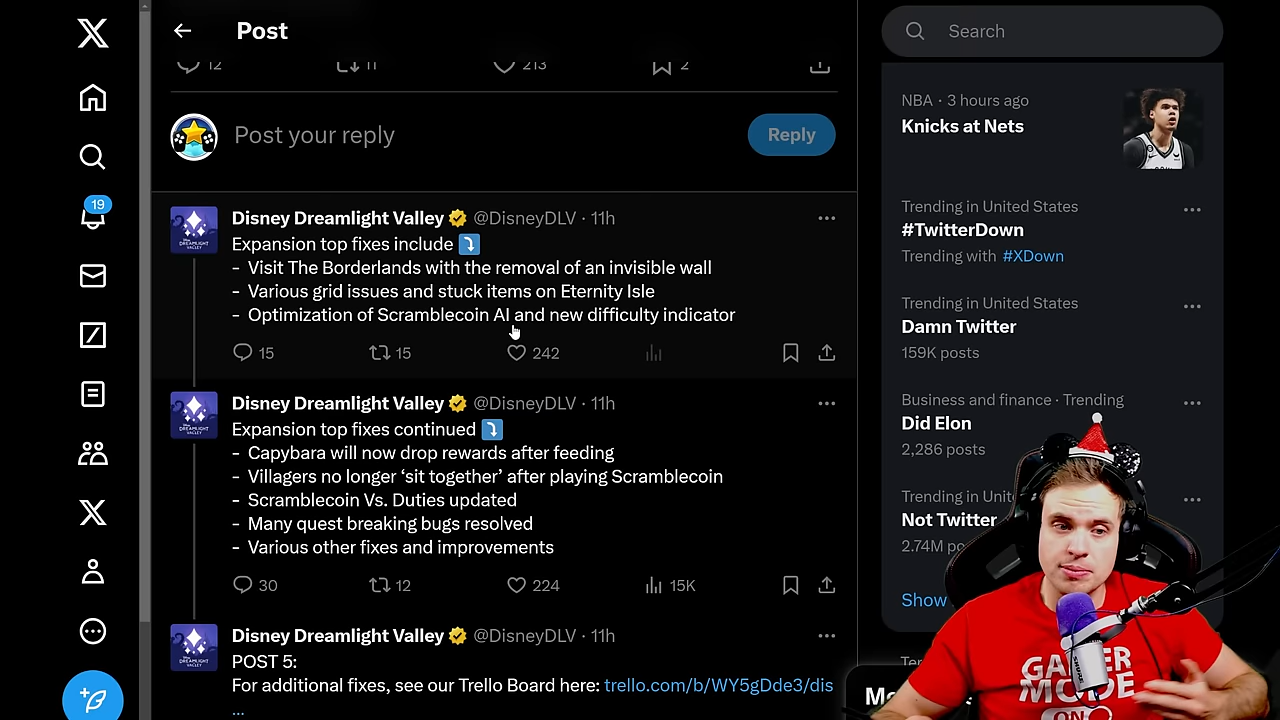 Post
Search
12
11
213
2
Post your reply
Reply
19
NBA · 3 hours ago
Knicks at Nets
Disney Dreamlight Valley @DisneyDLV · 11h
Expansion top fixes include
- Visit The Borderlands with the removal of an invisible wall
- Various grid issues and stuck items on Eternity Isle
- Optimization of Scramblecoin AI and new difficulty indicator
15
15
242
Trending in United States
#TwitterDown
Trending with #XDown
Trending in United States
Damn Twitter
159K posts
Disney Dreamlight Valley @DisneyDLV · 11h
Expansion top fixes continued
- Capybara will now drop rewards after feeding
- Villagers no longer ‘sit together’ after playing Scramblecoin
- Scramblecoin Vs. Duties updated
- Many quest breaking bugs resolved
- Various other fixes and improvements
30
12
224
15K
Business and finance · Trending
Did Elon
2,286 posts
Trending in
Not Twitter
2.74M
Show
Disney Dreamlight Valley @DisneyDLV · 11h
POST 5:
For additional fixes, see our Trello Board here: trello.com/b/WY5gDde3/dis
…
GAMER
MODE
ON